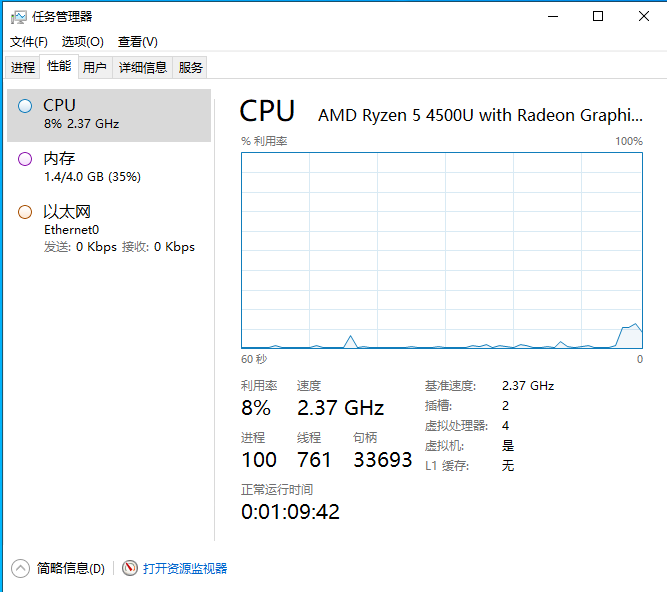 任务管理器
文件(F) 选项(O) 查看(V)
进程 性能 用户 详细信息 服务
CPU
8% 2.37 GHz
内存
1.4/4.0 GB (35%)
以太网
Ethernet0
发送: 0 Kbps 接收: 0 Kbps
CPU AMD Ryzen 5 4500U with Radeon Graphi...
% 利用率 100%
60 秒 0
利用率 速度
8% 2.37 GHz
进程 线程 句柄
100 761 33693
正常运行时间
0:01:09:42
基准速度: 2.37 GHz
插槽: 2
虚拟处理器: 4
虚拟机: 是
L1 缓存: 无
简略信息(D) 打开资源监视器